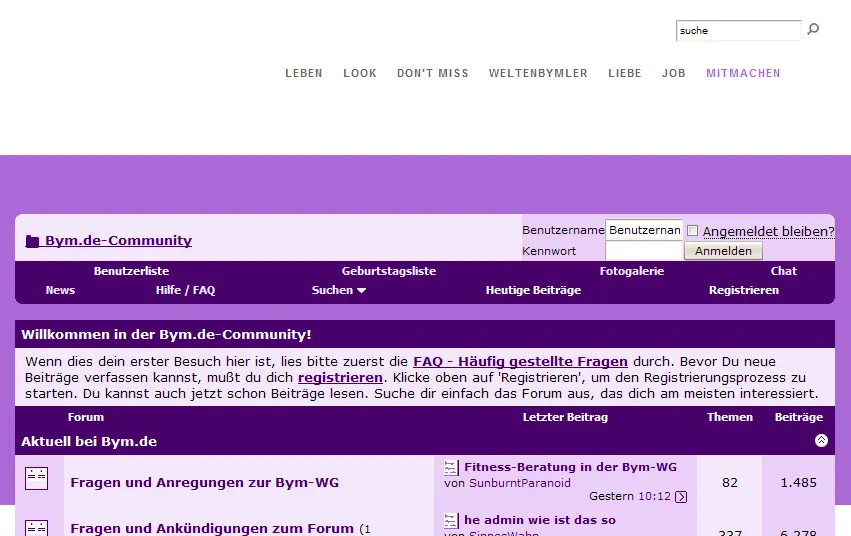 suche
LEBEN LOOK DON'T MISS WELTENBYMLER LIEBE JOB MITMACHEN
Bym.de-Community
Benutzername Benutzernan Angemeldet bleiben?
Kennwort Anmelden
Benutzerliste Geburtstagsliste Fotogalerie Chat
News Hilfe / FAQ Suchen Heutige Beiträge Registrieren
Willkommen in der Bym.de-Community!
Wenn dies dein erster Besuch hier ist, lies bitte zuerst die FAQ - Häufig gestellte Fragen durch. Bevor Du neue
Beiträge verfassen kannst, mußt du dich registrieren. Klicke oben auf 'Registrieren', um den Registrierungsprozess zu
starten. Du kannst auch jetzt schon Beiträge lesen. Suche dir einfach das Forum aus, das dich am meisten interessiert.
Forum Letzter Beitrag Themen Beiträge
Aktuell bei Bym.de
Fragen und Anregungen zur Bym-WG
Fitness-Beratung in der Bym-WG
von SunburntParanoid
Gestern 10:12
82 1.485
Fragen und Ankündigungen zum Forum (1
he admin wie ist das so
von SinnesWahn
337 6.278